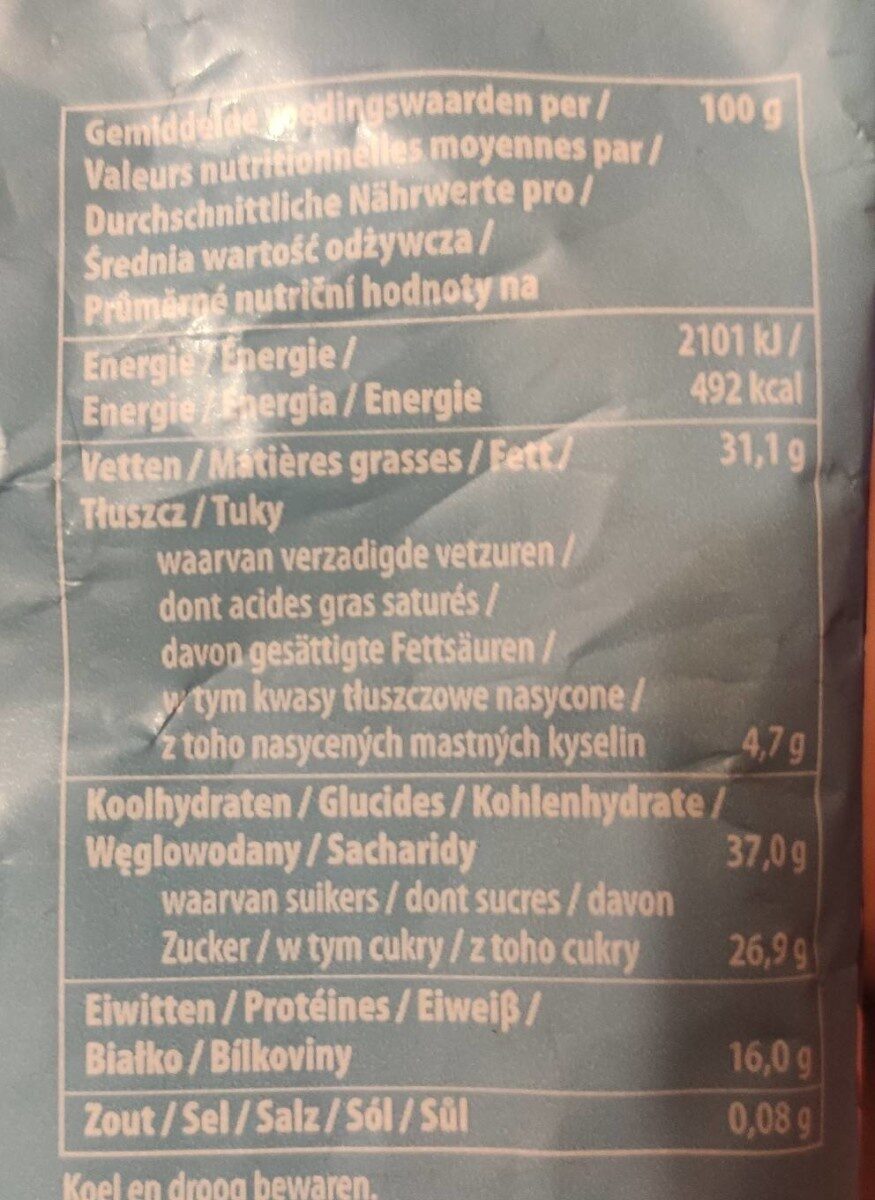 Gemiddelde voedingswaarden per / 100 g
Valeurs nutritionnelles moyennes par /
Durchschnittliche Nährwerte pro /
Średnia wartość odżywcza /
Průměrné nutriční hodnoty na
Energie / Énergie / 2101 kJ /
Energie / Energia / Energie 492 kcal
Vetten / Matières grasses / Fett / 31,1 g
Tłuszcz / Tuky
waarvan verzadigde vetzuren /
dont acides gras saturés /
davon gesättigte Fettsäuren /
w tym kwasy tłuszczowe nasycone /
z toho nasycených mastných kyselin 4,7 g
Koolhydraten / Glucides / Kohlenhydrate /
Węglowodany / Sacharidy 37,0 g
waarvan suikers / dont sucres / davon
Zucker / w tym cukry / z toho cukry 26,9 g
Eiwitten / Protéines / Eiweiß /
Białko / Bílkoviny 16,0 g
Zout / Sel / Salz / Sól / Sůl 0,08 g
Koel en droog bewaren.